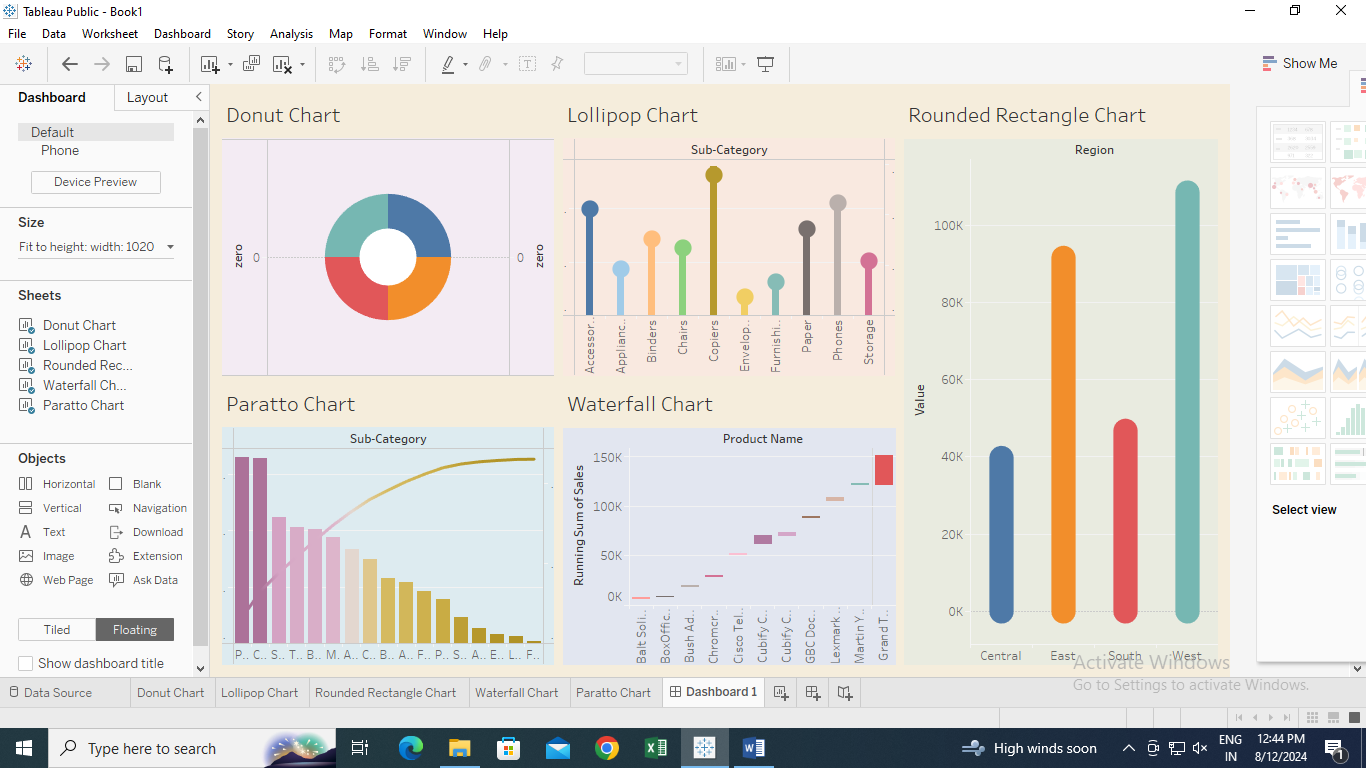 Tableau Public - Book1
File Data Worksheet Dashboard Story Analysis Map Format Window Help
Show Me
Dashboard Layout
Default
Phone
Device Preview
Size
Fit to height: width: 1020
Sheets
Donut Chart
Lollipop Chart
Rounded Rec...
Waterfall Ch...
Paratto Chart
Objects
Horizontal Blank
Vertical Navigation
Text Download
Image Extension
Web Page Ask Data
Tiled Floating
Show dashboard title
Donut Chart
zero 0 0 zero
Lollipop Chart
Sub-Category
Accessor.. Applianc.. Binders Chairs Copiers Envelop.. Furnishi.. Paper Phones Storage
Rounded Rectangle Chart
Region
Value
100K
80K
60K
40K
20K
0K
Central East South West
Paratto Chart
Sub-Category
P.. C.. S.. T.. B.. M.. A.. C.. B.. A.. F.. P.. S.. A.. E.. L.. F..
Waterfall Chart
Product Name
Running Sum of Sales
150K
100K
50K
0K
Balt Soli.. BoxOffic.. Bush Ad.. Chromcr.. Cisco Tel.. Cubify C.. Cubify C.. GBC Doc.. Lexmark .. Martin Y.. Grand T..
Select view
Activate Windows
Go to Settings to activate Windows.
Data Source Donut Chart Lollipop Chart Rounded Rectangle Chart Waterfall Chart Paratto Chart Dashboard 1
Type here to search
High winds soon
ENG
IN
12:44 PM
8/12/2024
1